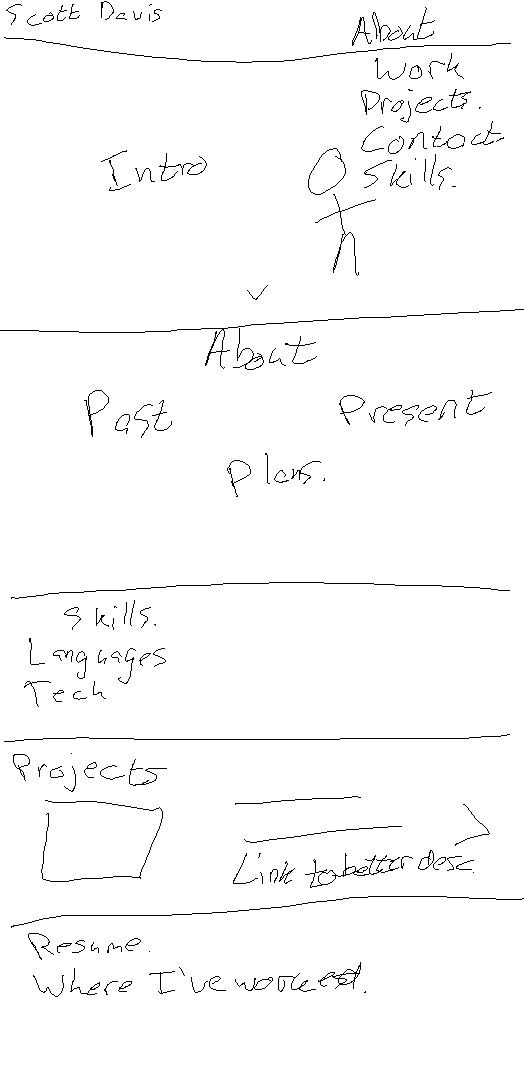 Scott Davis
About
Work
Projects.
Contact
Skills.
Intro
About
Past
Present
Plans.
Skills.
Languages
Tech
Projects
Link to better desc
Resume.
Where I've worked.